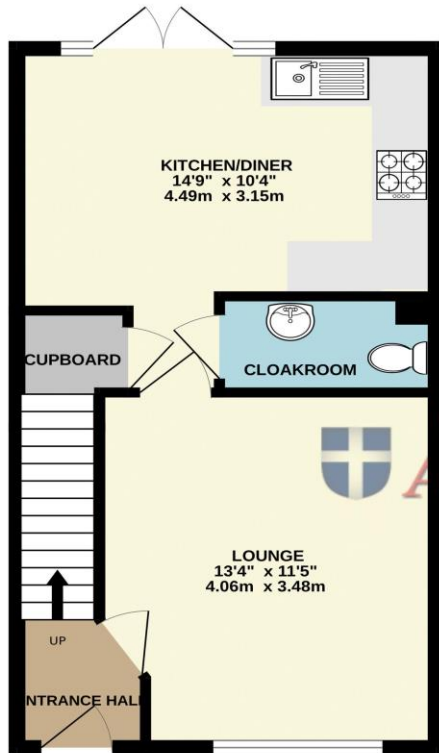 KITCHEN/DINER
14'9" x 10'4"
4.49m x 3.15m
CUPBOARD
CLOAKROOM
LOUNGE
13'4" x 11'5"
4.06m x 3.48m
UP
NTRANCE HAL
A